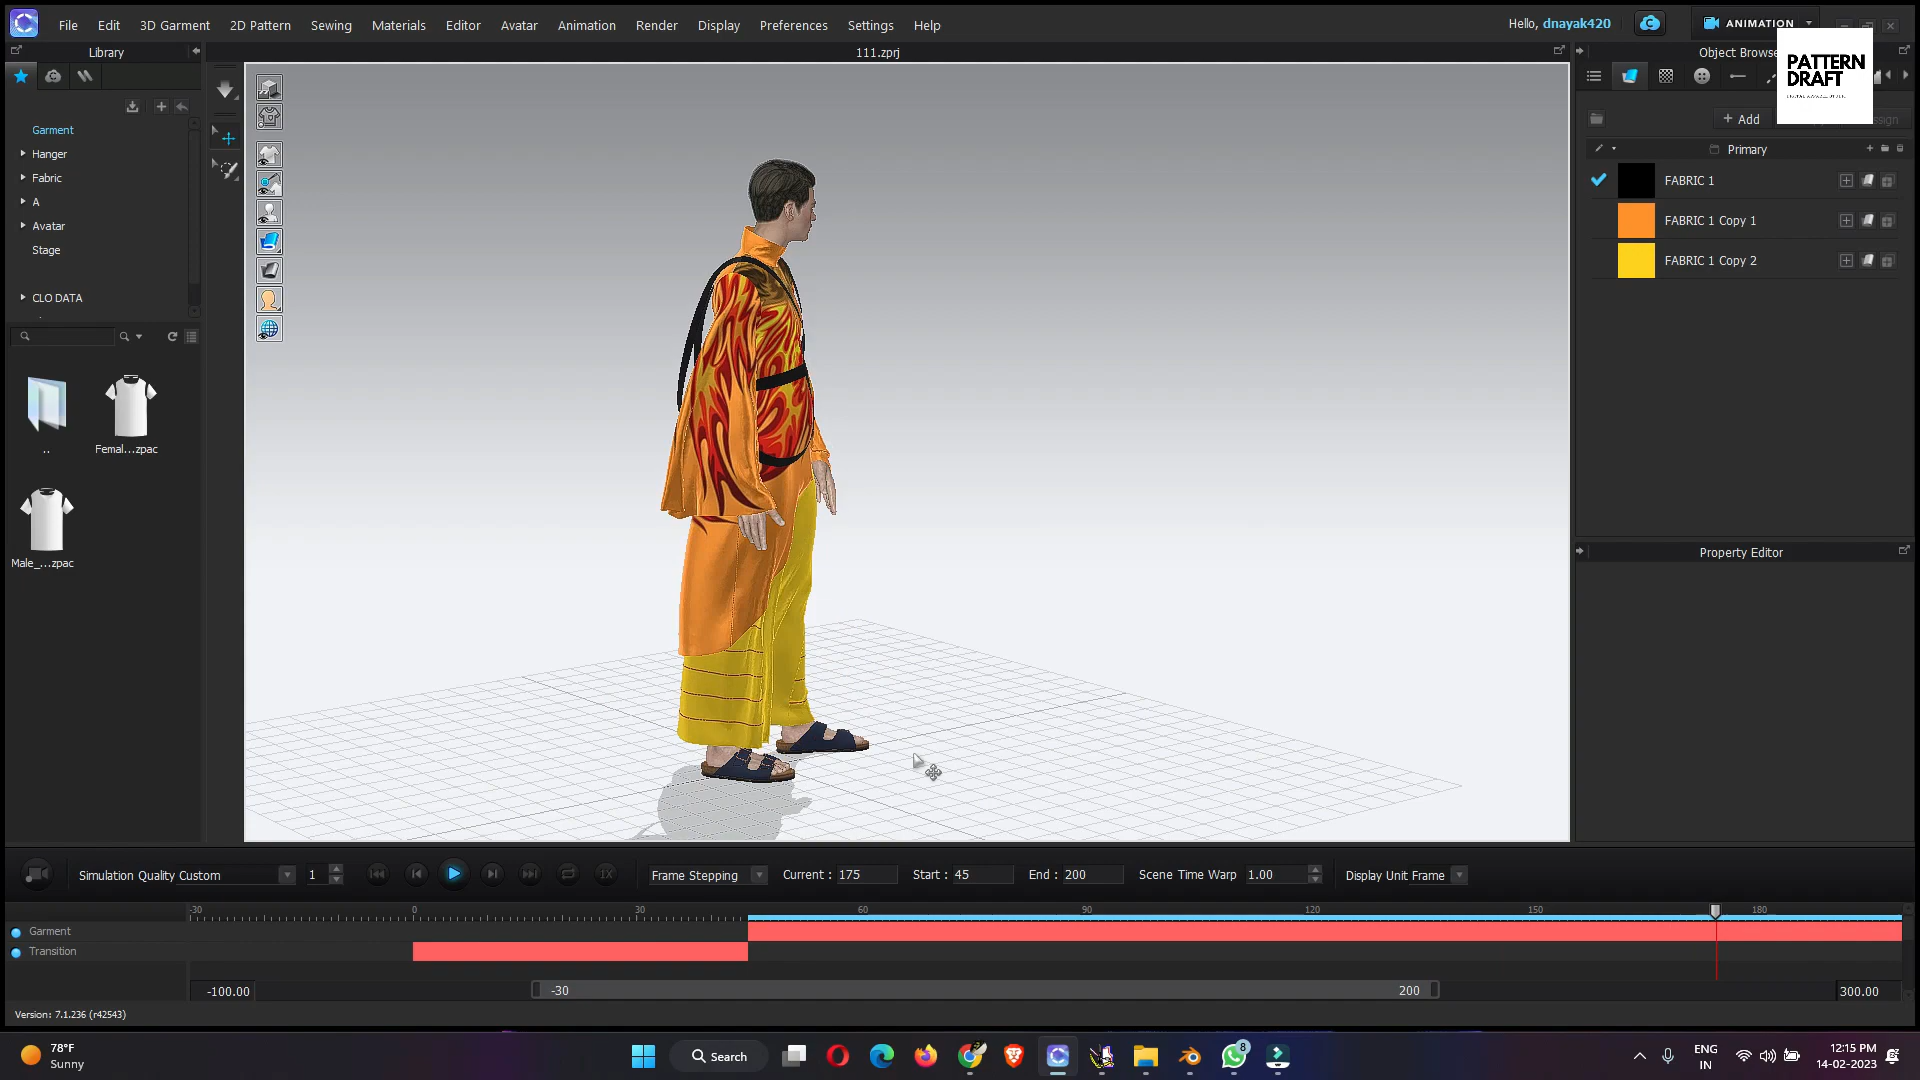 File Edit 3D Garment 2D Pattern Sewing Materials Editor Avatar Animation Render Display Preferences Settings Help
Hello, dnayak420
ANIMATION
Library
111.zprj
Object Browse
PATTERN
DRAFT
+ Add
Garment
Hanger
Fabric
A
Avatar
Stage
CLO DATA
Primary
FABRIC 1
FABRIC 1 Copy 1
FABRIC 1 Copy 2
..
Femal...zpac
Male_...zpac
Property Editor
Simulation Quality Custom 1 1X Frame Stepping Current : 175 Start : 45 End : 200 Scene Time Warp 1.00 Display Unit Frame
-30 0 30 60 90 120 150 180
Garment
Transition
-100.00 -30 200 300.00
Version: 7.1.236 (r42543)
78°F
Sunny
Search
8
ENG
IN
12:15 PM
14-02-2023